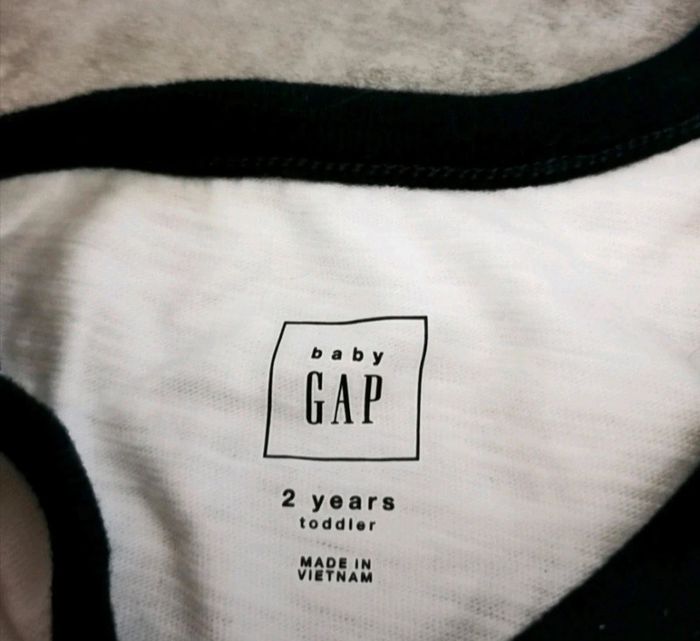 baby
GAP
2 years
toddler
MADE IN
VIETNAM